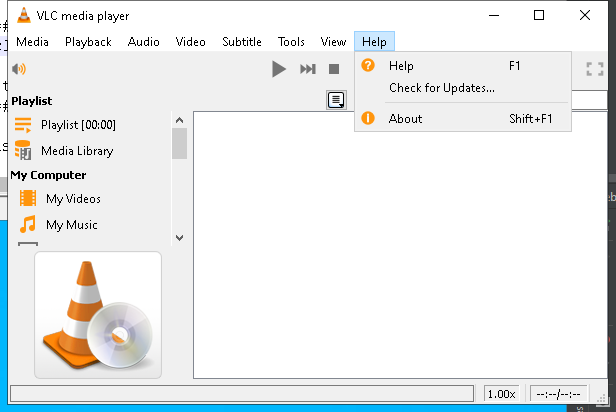 VLC media player
Media Playback Audio Video Subtitle Tools View Help
Help F1
Check for Updates...
About Shift+F1
Playlist
Playlist [00:00]
Media Library
My Computer
My Videos
My Music
1.00x
--:--/--:--